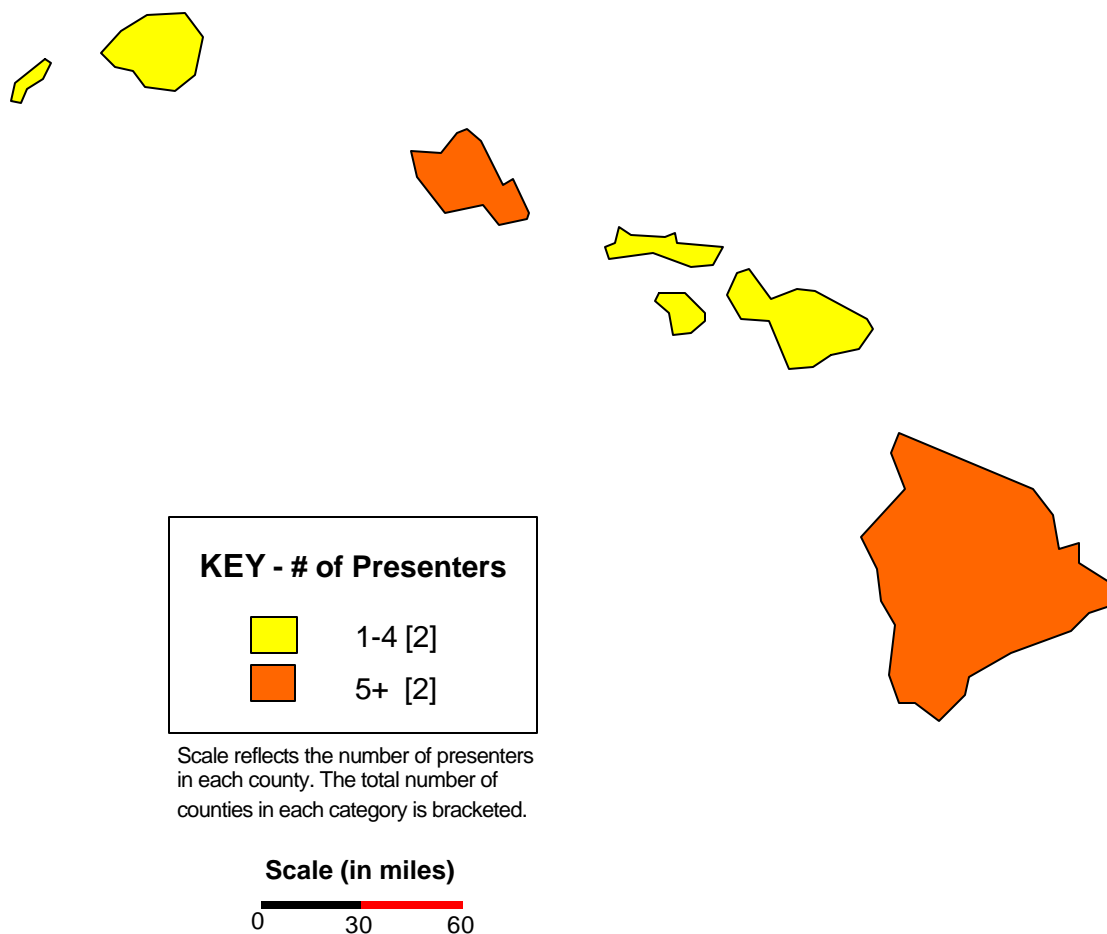 KEY - # of Presenters
1-4 [2]
5+ [2]
Scale reflects the number of presenters
in each county. The total number of
counties in each category is bracketed.
Scale (in miles)
0 30 60